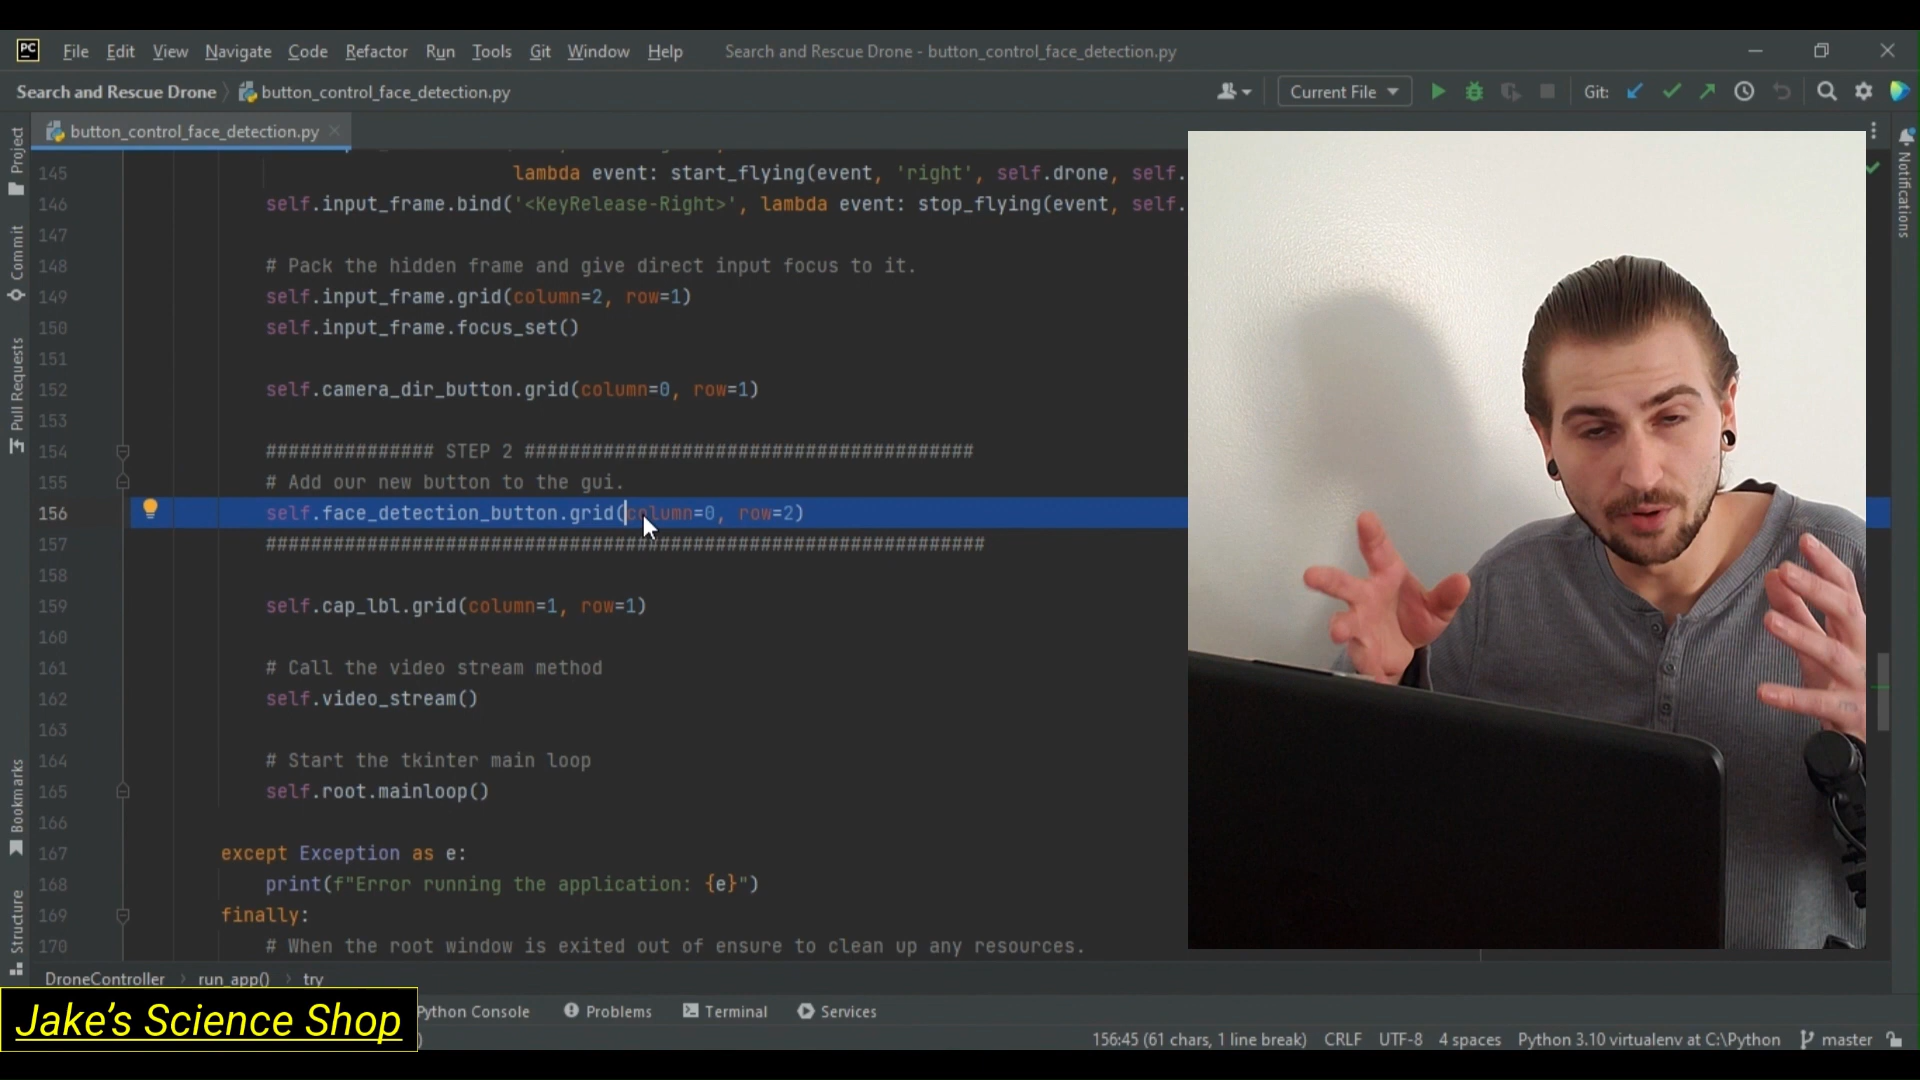 PC File Edit View Navigate Code Refactor Run Tools Git Window Help Search and Rescue Drone - button_control_face_detection.py
Search and Rescue Drone button_control_face_detection.py Current File Git:
button_control_face_detection.py
Project
Commit
Pull Requests
Bookmarks
Structure
Notifications
145 lambda event: start_flying(event, 'right', self.drone, self.
146 self.input_frame.bind('<KeyRelease-Right>', lambda event: stop_flying(event, self.
147
148 # Pack the hidden frame and give direct input focus to it.
149 self.input_frame.grid(column=2, row=1)
150 self.input_frame.focus_set()
151
152 self.camera_dir_button.grid(column=0, row=1)
153
154 ############### STEP 2 ########################################
155 # Add our new button to the gui.
156 self.face_detection_button.grid(column=0, row=2)
157 ################################################################
158
159 self.cap_lbl.grid(column=1, row=1)
160
161 # Call the video stream method
162 self.video_stream()
163
164 # Start the tkinter main loop
165 self.root.mainloop()
166
167 except Exception as e:
168 print(f"Error running the application: {e}")
169 finally:
170 # When the root window is exited out of ensure to clean up any resources.
DroneController run_app() try
Jake's Science Shop
Python Console Problems Terminal Services
156:45 (61 chars, 1 line break) CRLF UTF-8 4 spaces Python 3.10 virtualenv at C:\Python master